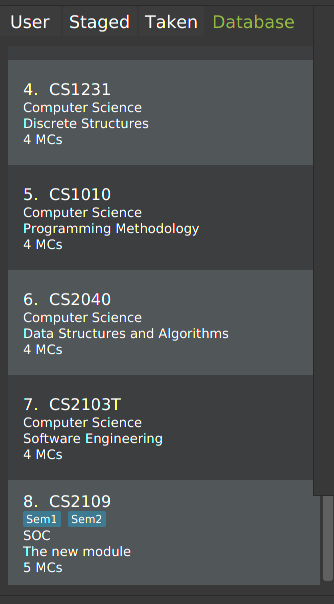 User Staged Taken Database
4. CS1231
Computer Science
Discrete Structures
4 MCs
5. CS1010
Computer Science
Programming Methodology
4 MCs
6. CS2040
Computer Science
Data Structures and Algorithms
4 MCs
7. CS2103T
Computer Science
Software Engineering
4 MCs
8. CS2109
Sem1 Sem2
SOC
The new module
5 MCs